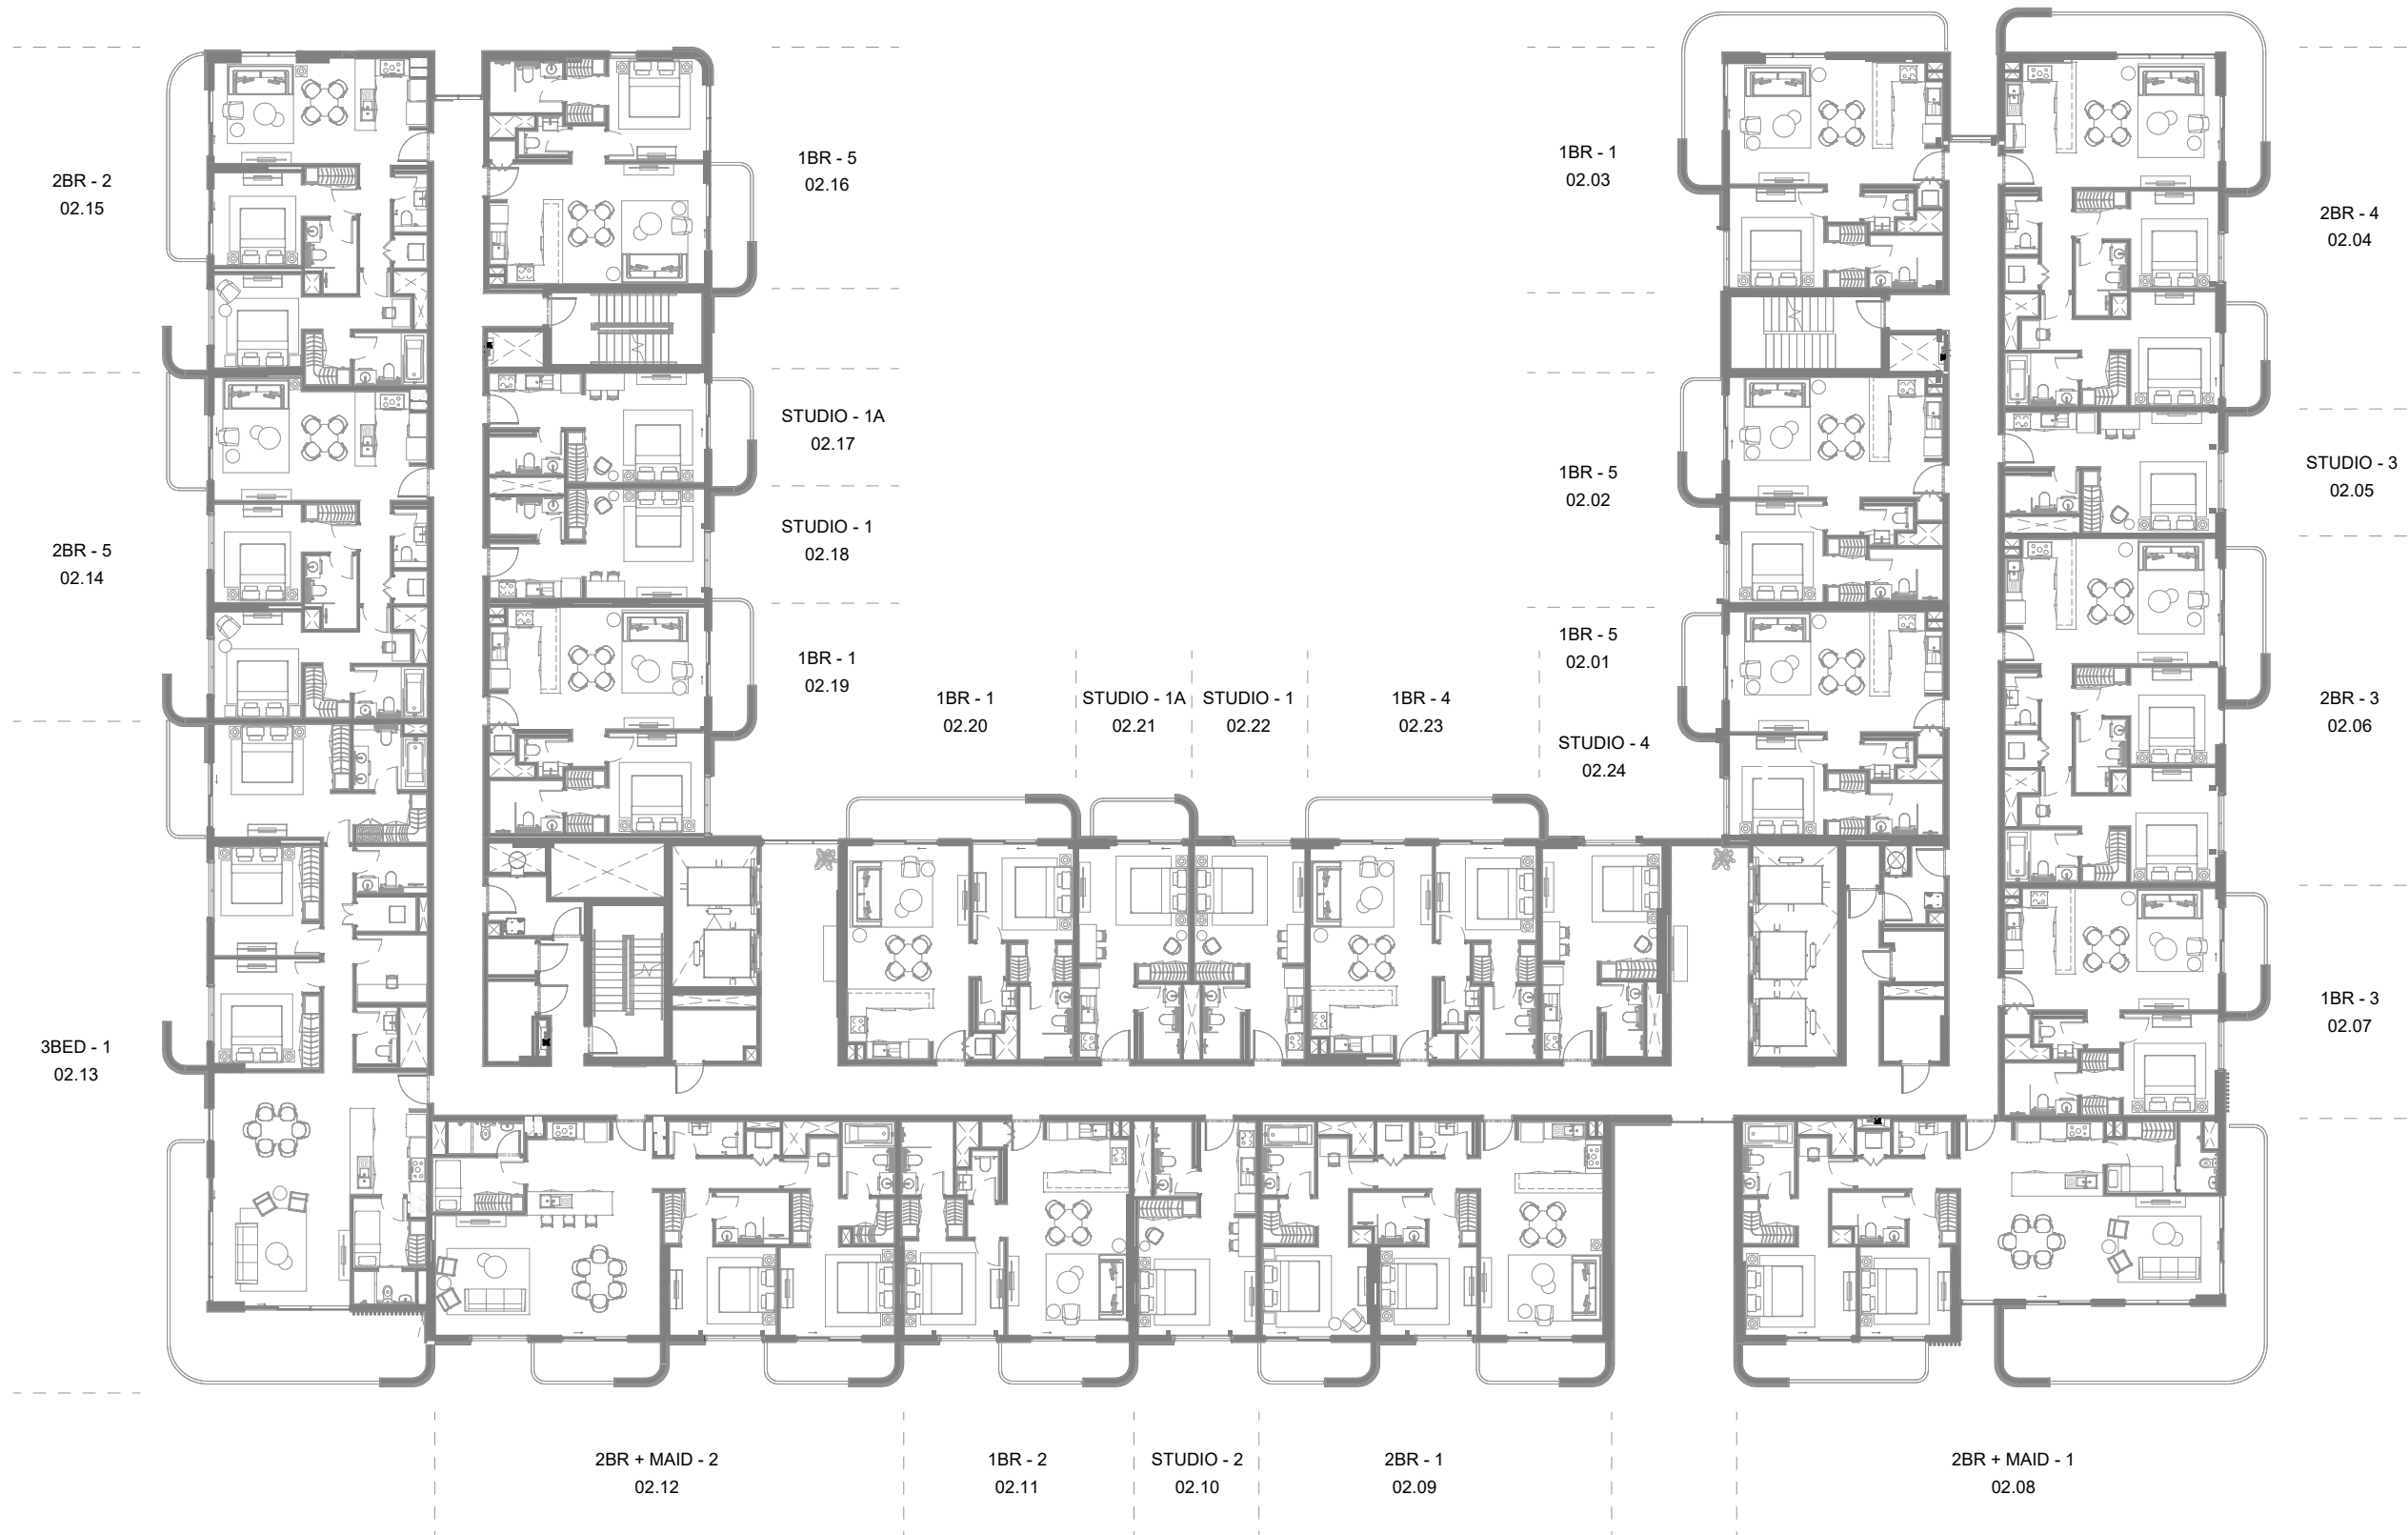 1BR - 5
02.16
1BR - 1
02.03
2BR - 2
02.15
2BR - 4
02.04
STUDIO - 1A
02.17
1BR - 5
02.02
STUDIO - 3
02.05
STUDIO - 1
02.18
2BR - 5
02.14
1BR - 5
02.01
1BR - 1
02.19
1BR - 1
02.20
STUDIO - 1A
02.21
STUDIO - 1
02.22
1BR - 4
02.23
2BR - 3
02.06
STUDIO - 4
02.24
1BR - 3
02.07
3BED - 1
02.13
2BR + MAID - 2
02.12
1BR - 2
02.11
STUDIO - 2
02.10
2BR - 1
02.09
2BR + MAID - 1
02.08